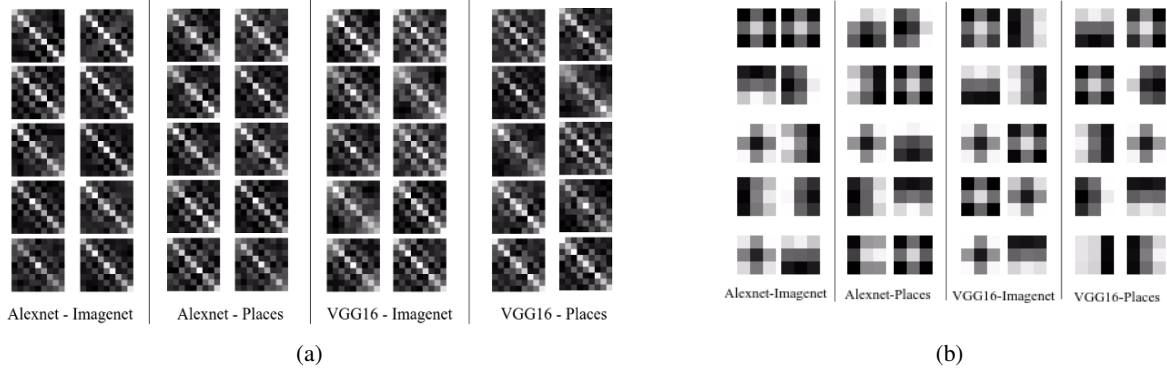 Alexnet - Imagenet
Alexnet - Places
VGG16 - Imagenet
VGG16 - Places
(a)
Alexnet-Imagenet
Alexnet-Places
VGG16-Imagenet
VGG16-Places
(b)